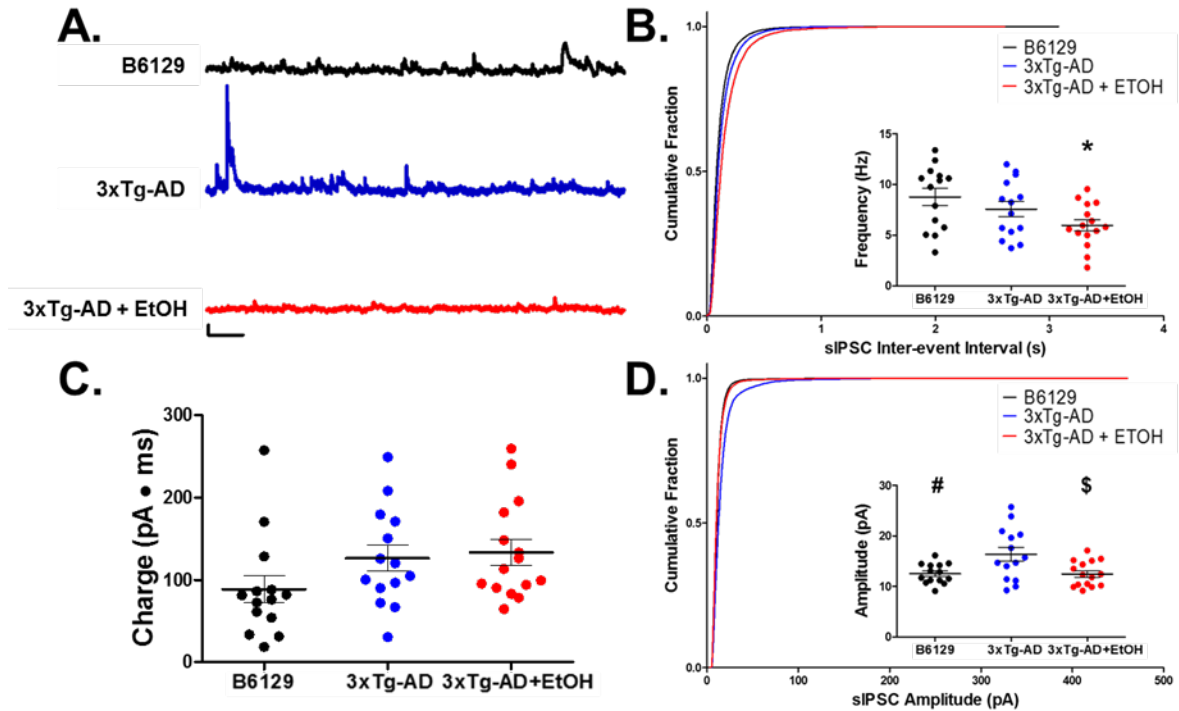 A.
B6129
3xTg-AD
3xTg-AD + EtOH
B.
Cumulative Fraction
1.0
0.5
0.0
0
1
2
3
4
sIPSC Inter-event Interval (s)
B6129
3xTg-AD
3xTg-AD + ETOH
Frequency (Hz)
15
10
5
0
*
B6129
3xTg-AD
3xTg-AD+EtOH
C.
Charge (pA • ms)
300
200
100
0
B6129
3xTg-AD
3xTg-AD+EtOH
D.
Cumulative Fraction
1.0
0.5
0.0
0
100
200
300
400
500
sIPSC Amplitude (pA)
B6129
3xTg-AD
3xTg-AD + ETOH
Amplitude (pA)
30
20
10
0
#
$
B6129
3xTg-AD
3xTg-AD+EtOH